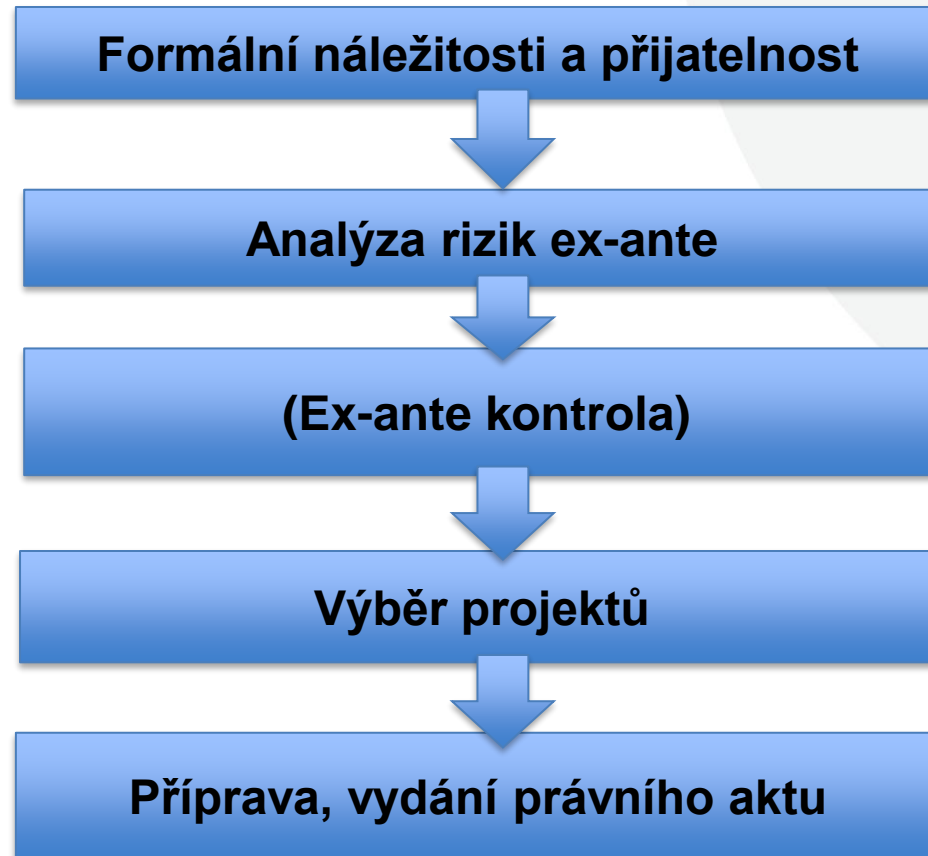 Formální náležitosti a přijatelnost
Analýza rizik ex-ante
(Ex-ante kontrola)
Výběr projektů
Příprava, vydání právního aktu